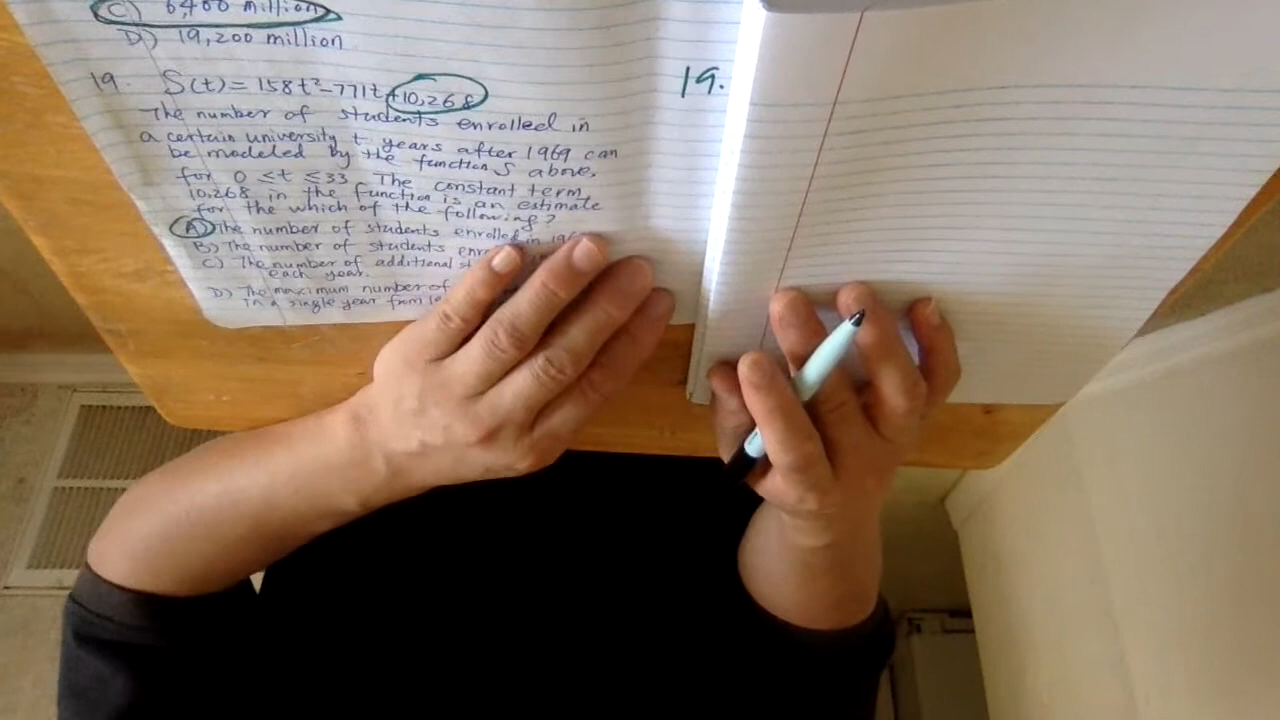 C) 6,400 million
D) 19,200 million
19. S(t) = 158t²-771t+10,268
The number of students enrolled in
a certain university t years after 1969 can
be modeled by the function S above,
for 0 ≤t ≤33. The constant term,
10,268 in the function is an estimate
for the which of the following?
A) The number of students enrolled in
B) The number of students
C) The number of additional
each year.
D) The maximum number of
in a single year from
19.